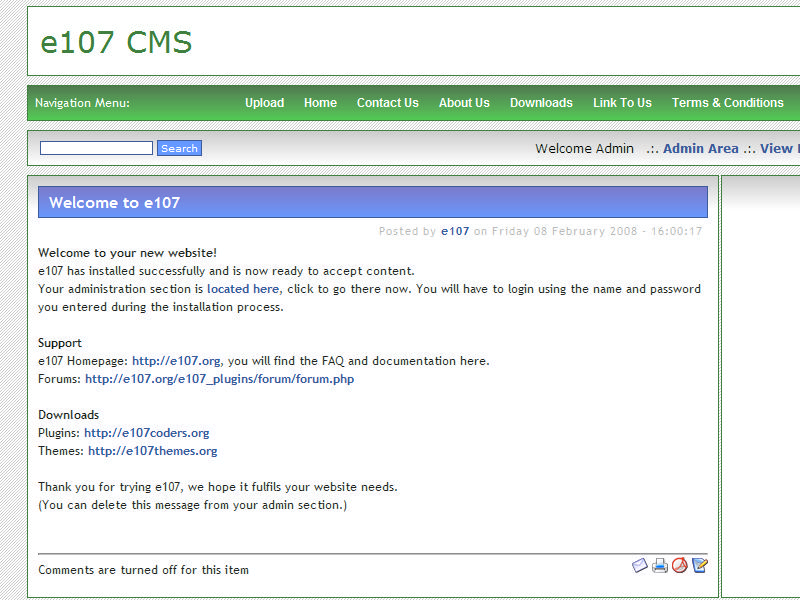 e107 CMS
Navigation Menu: Upload Home Contact Us About Us Downloads Link To Us Terms & Conditions
Search Welcome Admin .:. Admin Area .:. View
Welcome to e107
Posted by e107 on Friday 08 February 2008 - 16:00:17
Welcome to your new website!
e107 has installed successfully and is now ready to accept content.
Your administration section is located here, click to go there now. You will have to login using the name and password
you entered during the installation process.
Support
e107 Homepage: http://e107.org, you will find the FAQ and documentation here.
Forums: http://e107.org/e107_plugins/forum/forum.php
Downloads
Plugins: http://e107coders.org
Themes: http://e107themes.org
Thank you for trying e107, we hope it fulfils your website needs.
(You can delete this message from your admin section.)
Comments are turned off for this item